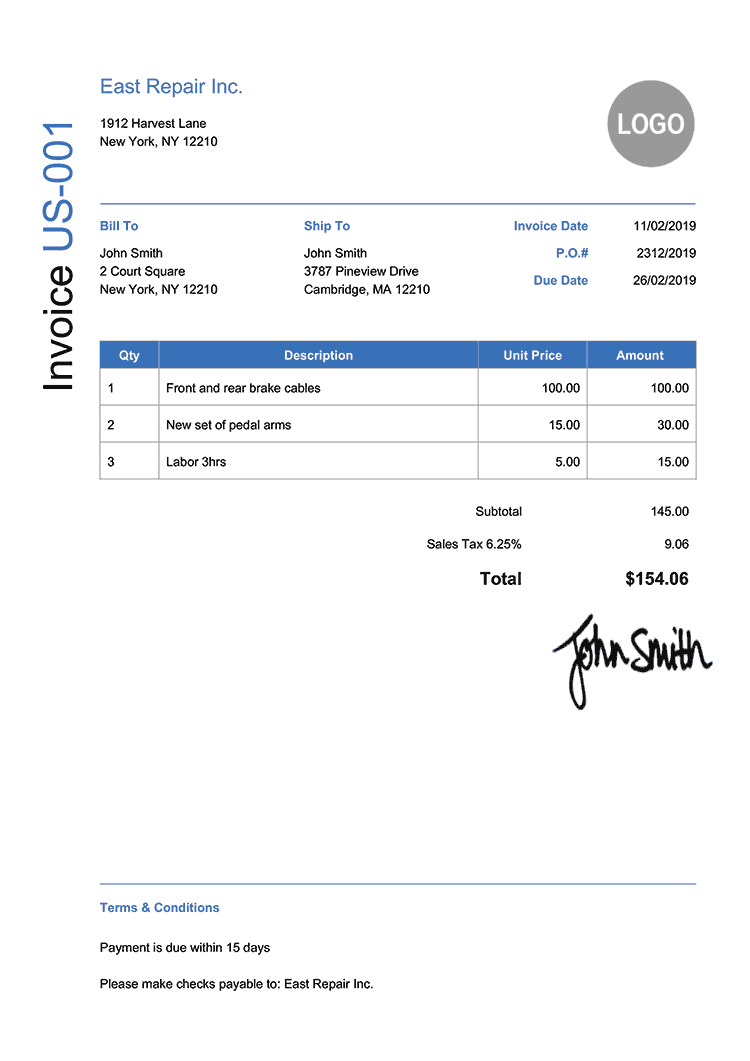 East Repair Inc.
1912 Harvest Lane
New York, NY 12210
LOGO
Invoice US-001
Bill To
John Smith
2 Court Square
New York, NY 12210
Ship To
John Smith
3787 Pineview Drive
Cambridge, MA 12210
Invoice Date 11/02/2019
P.O.# 2312/2019
Due Date 26/02/2019
Qty Description Unit Price Amount
1 Front and rear brake cables 100.00 100.00
2 New set of pedal arms 15.00 30.00
3 Labor 3hrs 5.00 15.00
Subtotal 145.00
Sales Tax 6.25% 9.06
Total $154.06
John Smith
Terms & Conditions
Payment is due within 15 days
Please make checks payable to: East Repair Inc.